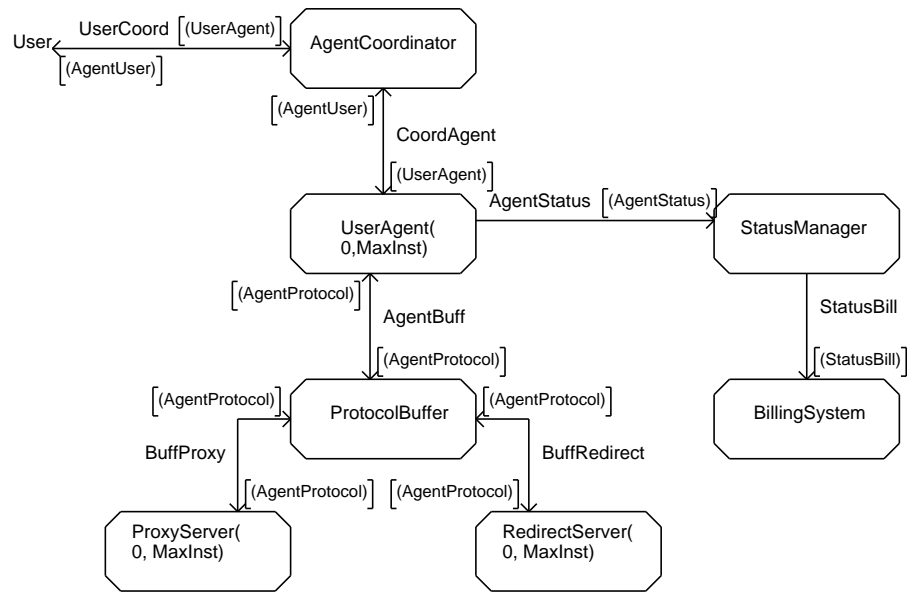 UserCoord [(UserAgent)]
User
AgentCoordinator
[(AgentUser)]
[(AgentUser)]
CoordAgent
[(UserAgent)]
AgentStatus [(AgentStatus)]
UserAgent(
0,MaxInst)
StatusManager
[(AgentProtocol)]
AgentBuff
StatusBill
[(AgentProtocol)]
[(StatusBill)]
[(AgentProtocol)]
ProtocolBuffer
[(AgentProtocol)]
BillingSystem
BuffProxy
BuffRedirect
[(AgentProtocol)]
[(AgentProtocol)]
ProxyServer(
0, MaxInst)
RedirectServer(
0, MaxInst)